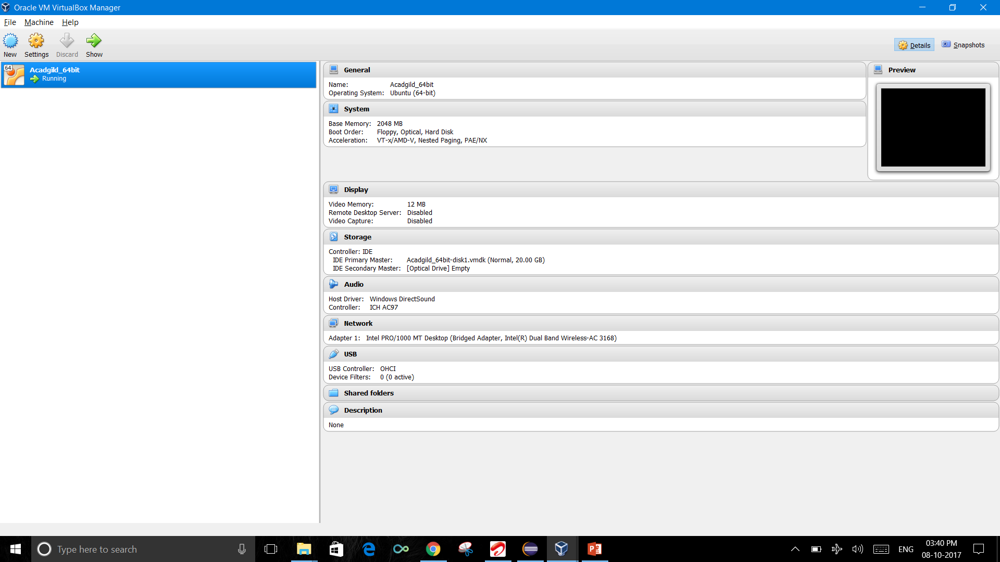 Oracle VM VirtualBox Manager
File Machine Help
New Settings Discard Show
Details Snapshots
64 Acadgild_64bit
Running
General
Name: Acadgild_64bit
Operating System: Ubuntu (64-bit)
Preview
System
Base Memory: 2048 MB
Boot Order: Floppy, Optical, Hard Disk
Acceleration: VT-x/AMD-V, Nested Paging, PAE/NX
Display
Video Memory: 12 MB
Remote Desktop Server: Disabled
Video Capture: Disabled
Storage
Controller: IDE
IDE Primary Master: Acadgild_64bit-disk1.vmdk (Normal, 20.00 GB)
IDE Secondary Master: [Optical Drive] Empty
Audio
Host Driver: Windows DirectSound
Controller: ICH AC97
Network
Adapter 1: Intel PRO/1000 MT Desktop (Bridged Adapter, Intel(R) Dual Band Wireless-AC 3168)
USB
USB Controller: OHCI
Device Filters: 0 (0 active)
Shared folders
Description
None
Type here to search
ENG
03:40 PM
08-10-2017